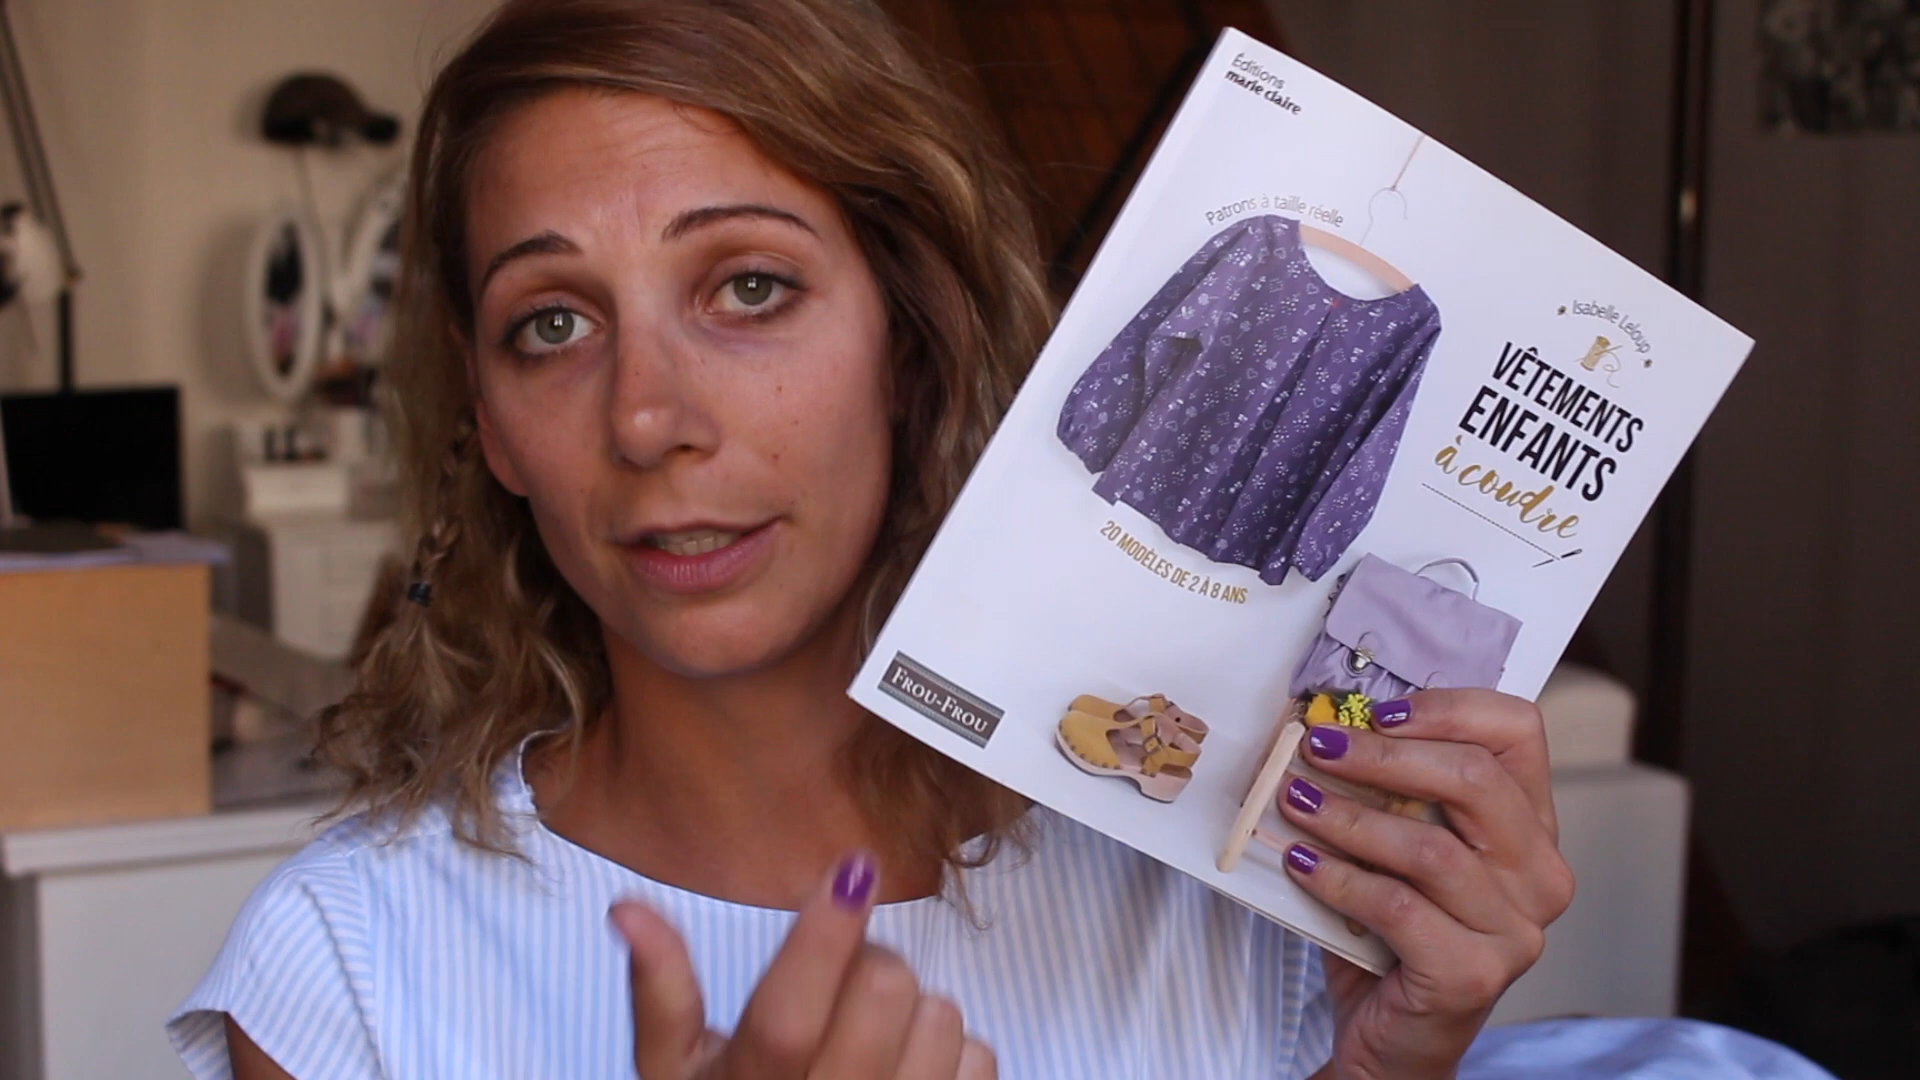 Éditions
marie claire
Patrons à taille réelle
Isabelle Leloup
VÊTEMENTS
ENFANTS
à coudre
20 MODÈLES DE 2 À 8 ANS
FROU-FROU